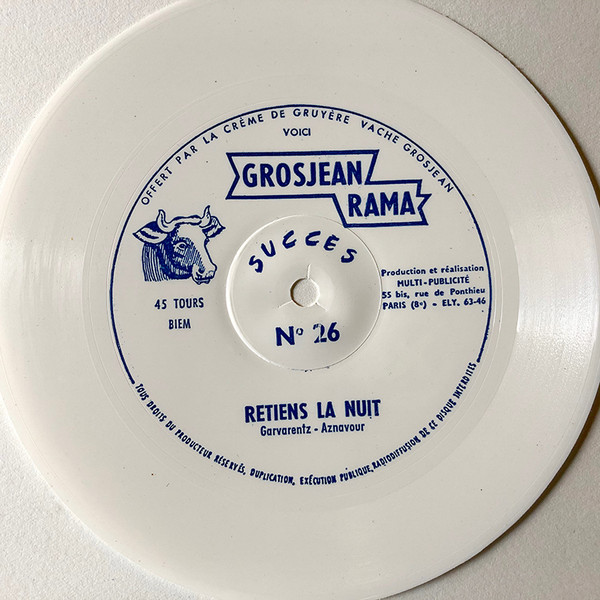 OFFERT PAR LA CRÈME DE GRUYÈRE VACHE GROSJEAN
VOICI
GROSJEAN
RAMA
SUCCES
Nº 26
45 TOURS
BIEM
Production et réalisation
MULTI-PUBLICITÉ
55 bis, rue de Ponthieu
PARIS (8e) - ELY. 63-46
RETIENS LA NUIT
Garvarentz - Aznavour
TOUS DROITS DU PRODUCTEUR RÉSERVÉS, DUPLICATION, EXÉCUTION PUBLIQUE, RADIODIFFUSION DE CE DISQUE INTERDITES